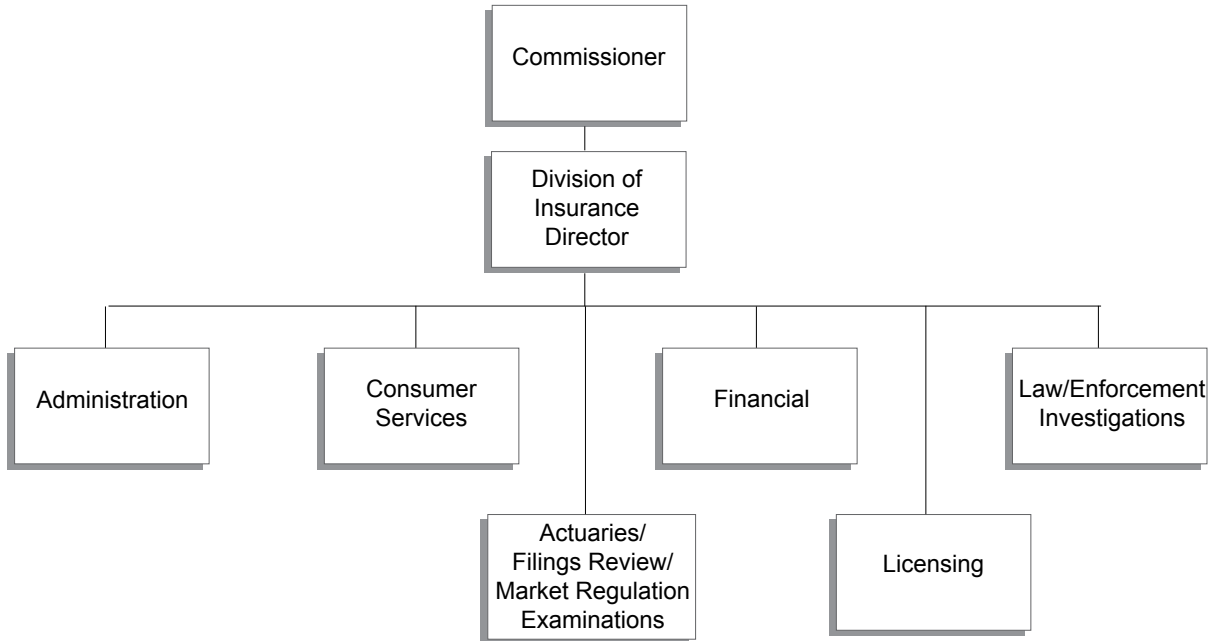 Commissioner
Division of
Insurance
Director
Administration
Consumer
Services
Financial
Law/Enforcement
Investigations
Actuaries/
Filings Review/
Market Regulation
Examinations
Licensing